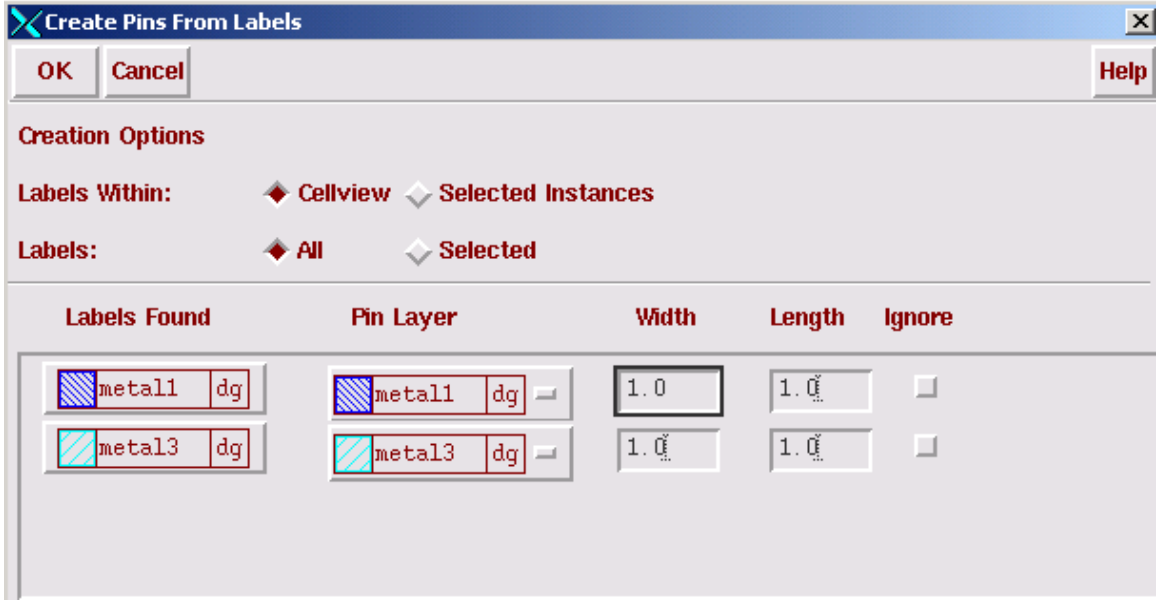 Create Pins From Labels
OK Cancel Help
Creation Options
Labels Within: Cellview Selected Instances
Labels: All Selected
Labels Found Pin Layer Width Length Ignore
metal1 dg metal1 dg 1.0 1.0
metal3 dg metal3 dg 1.0 1.0